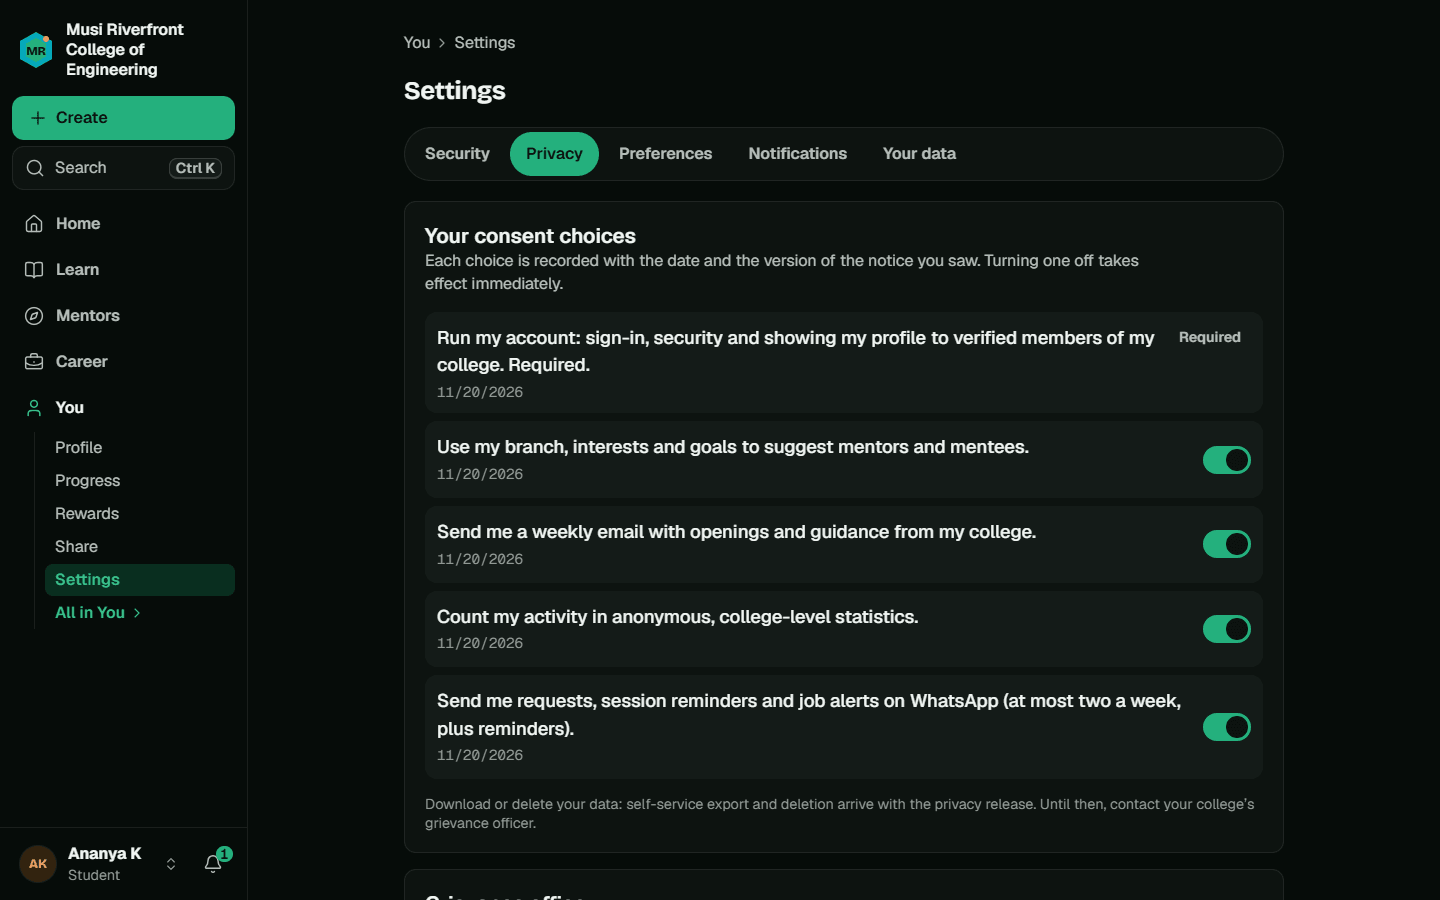 MR
Musi Riverfront
College of
Engineering
Create
Search
Ctrl K
Home
Learn
Mentors
Career
You
Profile
Progress
Rewards
Share
Settings
All in You
AK
Ananya K
Student
1
You
Settings
Settings
Security
Privacy
Preferences
Notifications
Your data
Your consent choices
Each choice is recorded with the date and the version of the notice you saw. Turning one off takes
effect immediately.
Run my account: sign-in, security and showing my profile to verified members of my
college. Required.
Required
11/20/2026
Use my branch, interests and goals to suggest mentors and mentees.
11/20/2026
Send me a weekly email with openings and guidance from my college.
11/20/2026
Count my activity in anonymous, college-level statistics.
11/20/2026
Send me requests, session reminders and job alerts on WhatsApp (at most two a week,
plus reminders).
11/20/2026
Download or delete your data: self-service export and deletion arrive with the privacy release. Until then, contact your college's
grievance officer.